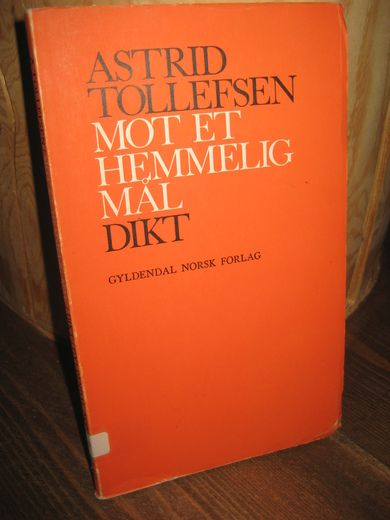 ASTRID
TOLLEFSEN
MOT ET
HEMMELIG
MÅL
DIKT
GYLDENDAL NORSK FORLAG